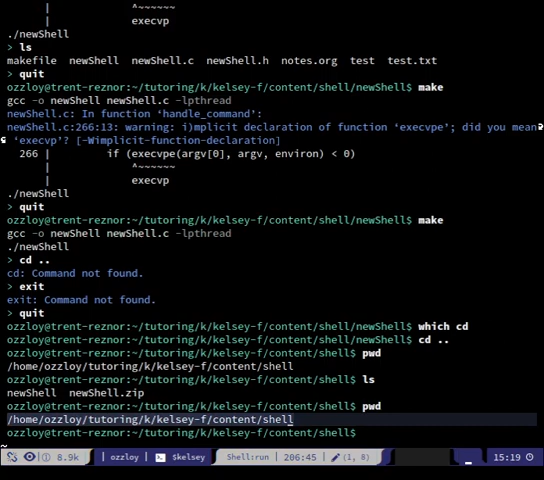 |                 ^~~~~~~
|                 execvp
./newShell
> ls
makefile  newShell  newShell.c  newShell.h  notes.org  test  test.txt
> quit
ozzloy@trent-reznor:~/tutoring/k/kelsey-f/content/shell/newShell$ make
gcc -o newShell newShell.c -lpthread
newShell.c: In function ‘handle_command’:
newShell.c:266:13: warning: i)mplicit declaration of function ‘execvpe’; did you mean
‘execvp’? [-Wimplicit-function-declaration]
266 |         if (execvpe(argv[0], argv, environ) < 0)
|             ^~~~~~~
|             execvp
./newShell
> quit
ozzloy@trent-reznor:~/tutoring/k/kelsey-f/content/shell/newShell$ make
gcc -o newShell newShell.c -lpthread
./newShell
> cd ..
cd: Command not found.
> exit
exit: Command not found.
> quit
ozzloy@trent-reznor:~/tutoring/k/kelsey-f/content/shell/newShell$ which cd
ozzloy@trent-reznor:~/tutoring/k/kelsey-f/content/shell/newShell$ cd ..
ozzloy@trent-reznor:~/tutoring/k/kelsey-f/content/shell$ pwd
/home/ozzloy/tutoring/k/kelsey-f/content/shell
ozzloy@trent-reznor:~/tutoring/k/kelsey-f/content/shell$ ls
newShell  newShell.zip
ozzloy@trent-reznor:~/tutoring/k/kelsey-f/content/shell$ pwd
/home/ozzloy/tutoring/k/kelsey-f/content/shell
ozzloy@trent-reznor:~/tutoring/k/kelsey-f/content/shell$
~
① 8.9k | ozzloy | $kelsey Shell:run | 206:45 | (1, 8) 15:19